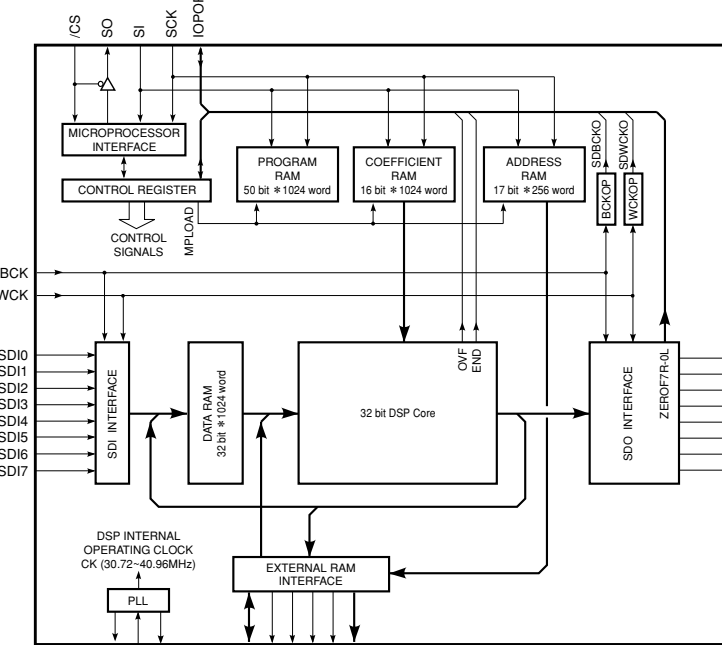 /CS
SO
SI
SCK
MICROPROCESSOR
INTERFACE
CONTROL REGISTER
CONTROL
SIGNALS
MPLOAD
PROGRAM
RAM
50 bit *1024 word
COEFFICIENT
RAM
16 bit *1024 word
ADDRESS
RAM
17 bit *256 word
SDBCKO
SDWCKO
BCKOP
WCKOP
BCK
WCK
SDI0
SDI1
SDI2
SDI3
SDI4
SDI5
SDI6
SDI7
SDI INTERFACE
DATA RAM
32 bit *1024 word
32 bit DSP Core
OVF
END
SDO INTERFACE
ZEROF7R-0L
DSP INTERNAL
OPERATING CLOCK
CK (30.72~40.96MHz)
PLL
EXTERNAL RAM
INTERFACE